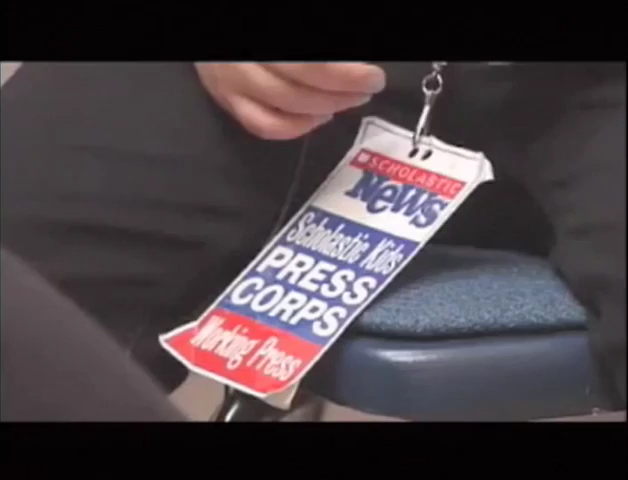 SCHOLASTIC
News
Scholastic Kids
PRESS
CORPS
Working Press